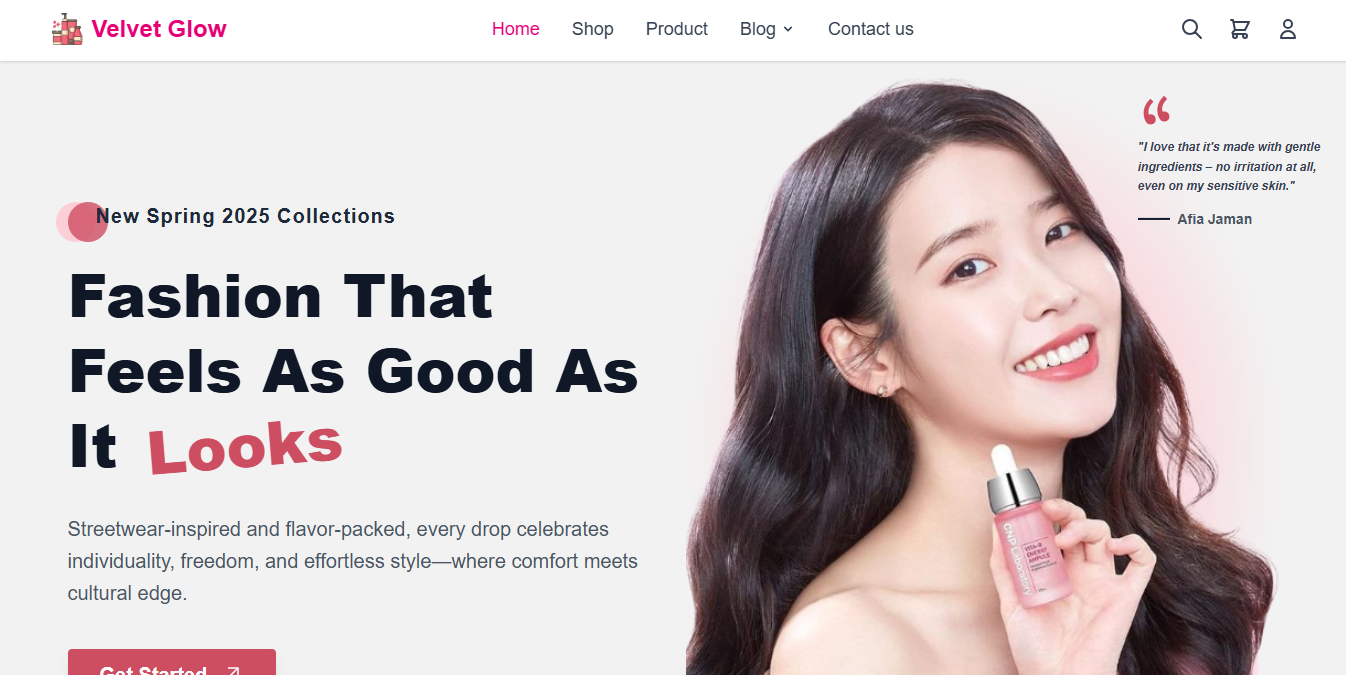 Velvet Glow
Home Shop Product Blog Contact us
"I love that it's made with gentle
ingredients – no irritation at all,
even on my sensitive skin."
Afia Jaman
New Spring 2025 Collections
Fashion That
Feels As Good As
It Looks
Streetwear-inspired and flavor-packed, every drop celebrates
individuality, freedom, and effortless style—where comfort meets
cultural edge.
Get Started
CNP Laboratory
VITA-B
ENERGY
AMPULE